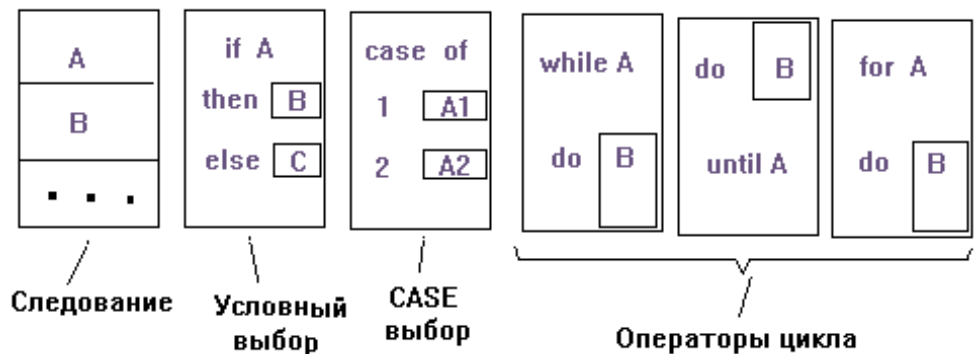 A
B
. . .
if A
then B
else C
case of
1 A1
2 A2
while A
do B
do B
until A
for A
do B
Следование
Условный
выбор
CASE
выбор
Операторы цикла